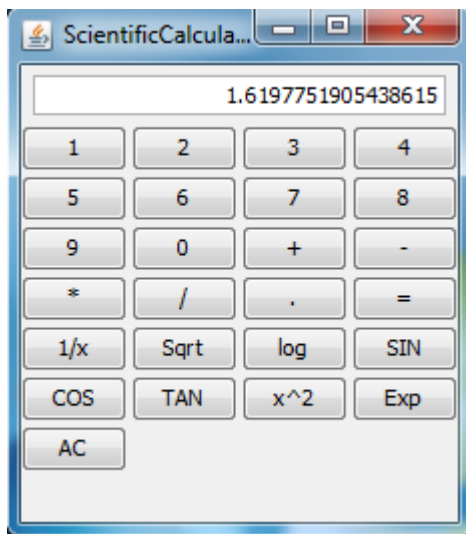 ScientificCalcula...
1.6197751905438615
1 2 3 4
5 6 7 8
9 0 + -
* / . =
1/x Sqrt log SIN
COS TAN x^2 Exp
AC